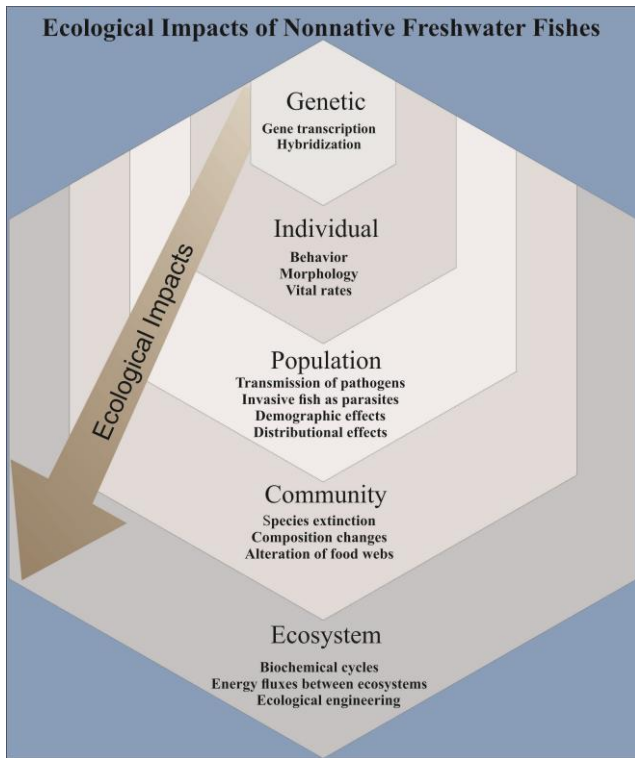 Ecological Impacts of Nonnative Freshwater Fishes
Genetic
Gene transcription
Hybridization
Individual
Behavior
Morphology
Vital rates
Ecological Impacts
Population
Transmission of pathogens
Invasive fish as parasites
Demographic effects
Distributional effects
Community
Species extinction
Composition changes
Alteration of food webs
Ecosystem
Biochemical cycles
Energy fluxes between ecosystems
Ecological engineering